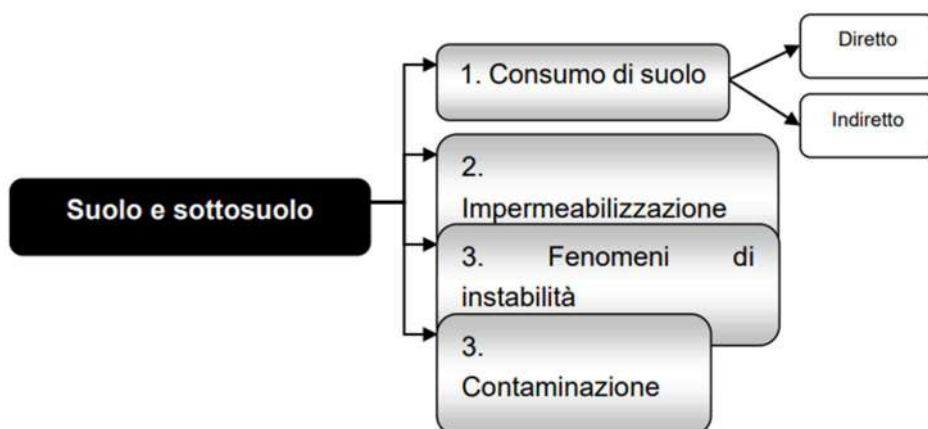 Suolo e sottosuolo
1. Consumo di suolo
Diretto
Indiretto
2.
Impermeabilizzazione
3. Fenomeni di
instabilità
3.
Contaminazione